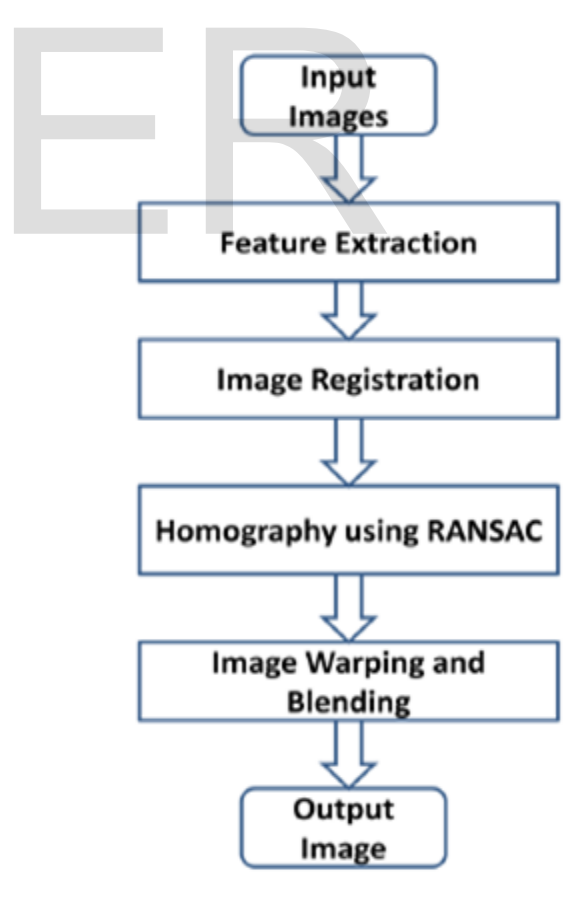 ER
Input
Images
Feature Extraction
Image Registration
Homography using RANSAC
Image Warping and
Blending
Output
Image